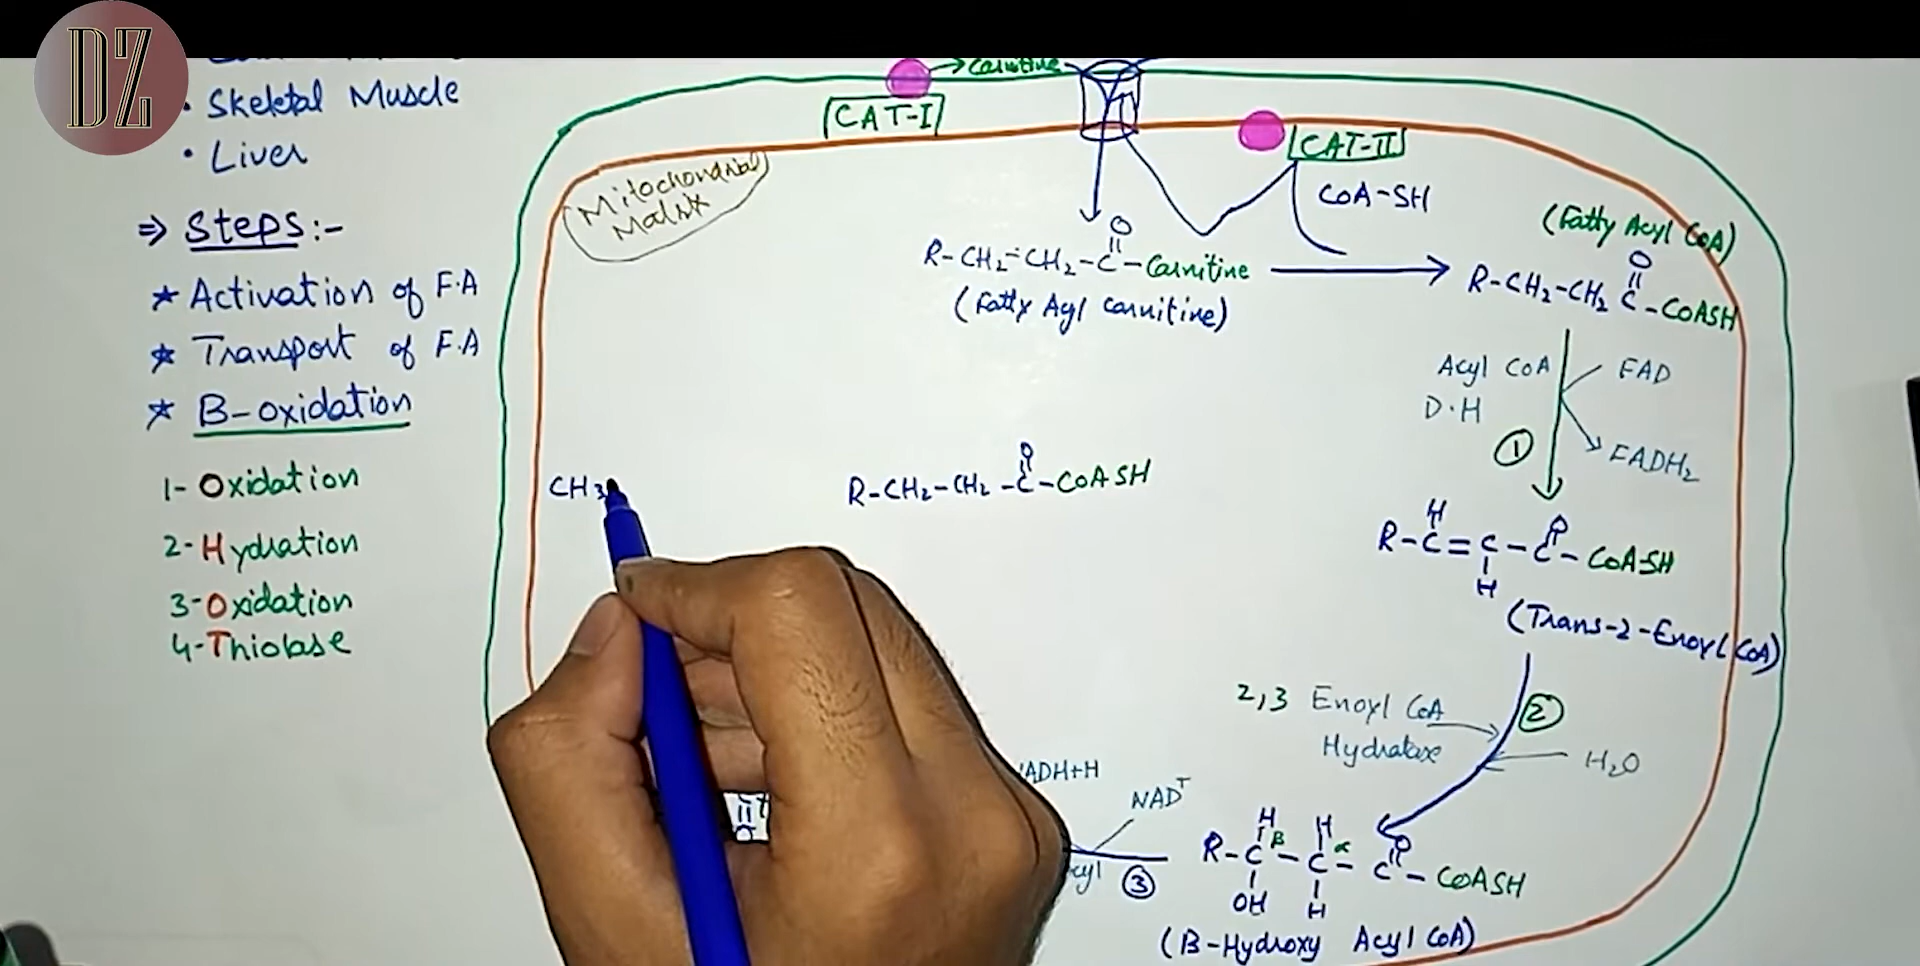 DZ
• Skeletal Muscle
• Liver
⇒ Steps:-
★ Activation of F.A
★ Transport of F.A
★ B-oxidation
1- Oxidation
2- Hydration
3- Oxidation
4- Thiolase
→ Carnitine
CAT-I
CAT-II
Mitochondrial
Matrix
CoA-SH
(Fatty Acyl CoA)
O
R-CH2-CH2-C-Carnitine
(Fatty Acyl carnitine)
O
R-CH2-CH2 C-COASH
Acyl CoA
D.H
FAD
FADH2
1
CH3
O
R-CH2-CH2-C-COASH
H O
R-C=C-C-COASH
H
(Trans-2-Enoyl CoA)
2,3 Enoyl CoA
Hydratase
2
H2O
ADH+H
NAD+
cyl 3
O
H β H α O
R-C-C-C-COASH
OH H
(B-Hydroxy Acyl CoA)